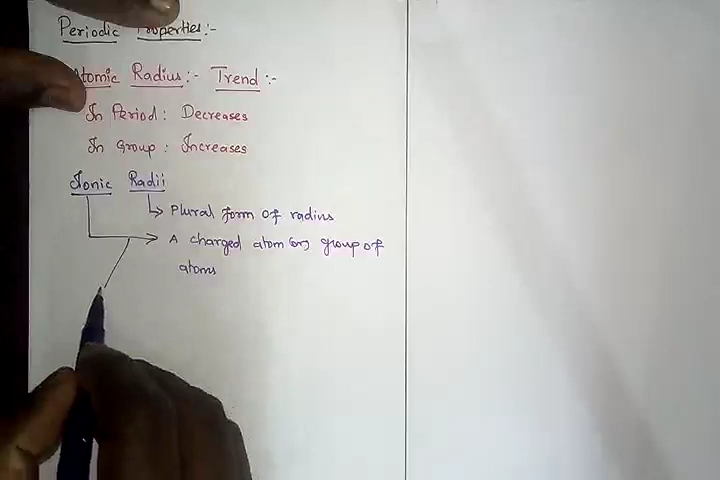 Periodic Properties:-
Atomic Radius:- Trend :-
In Period : Decreases
In Group : Increases
Ionic Radii
Plural form of radius
A charged atom (or) group of
atoms